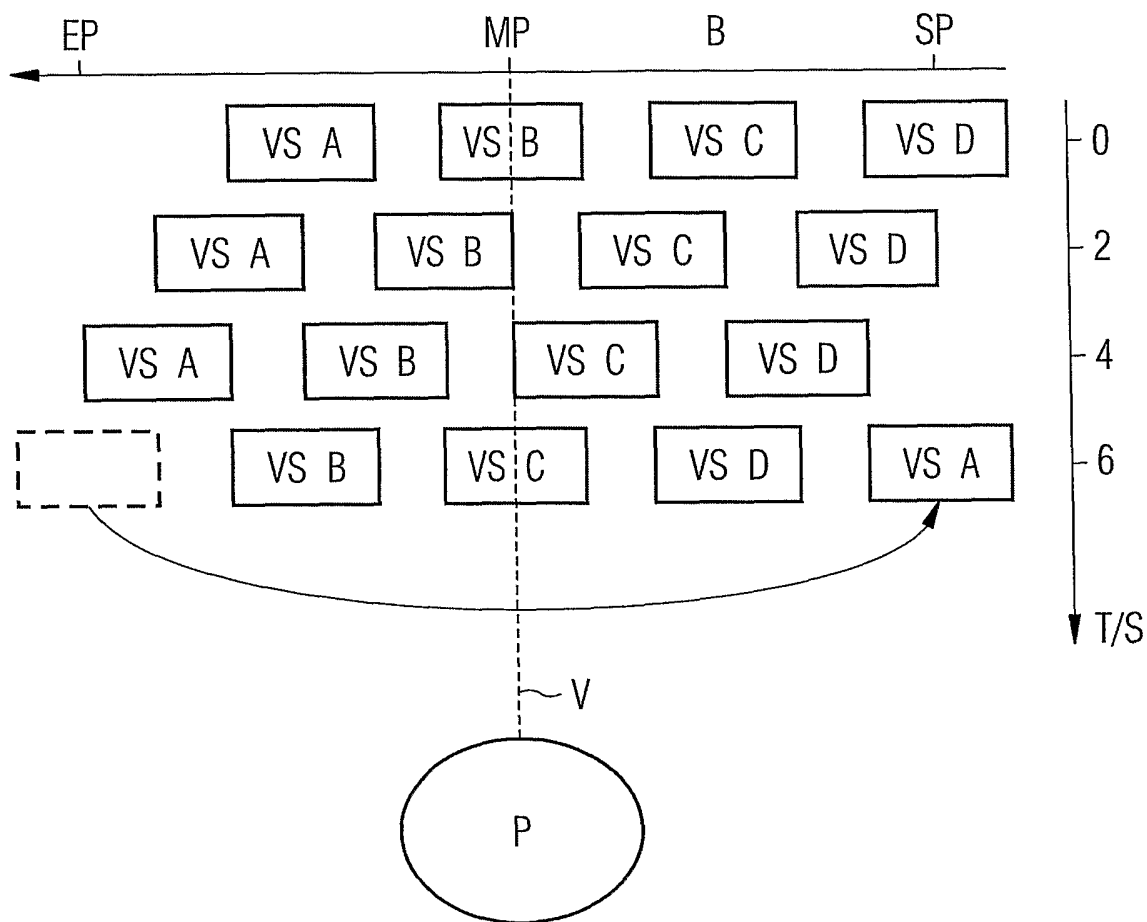 EP MP B SP
VS A VS B VS C VS D 0
VS A VS B VS C VS D 2
VS A VS B VS C VS D 4
VS B VS C VS D VS A 6
T/S
V
P